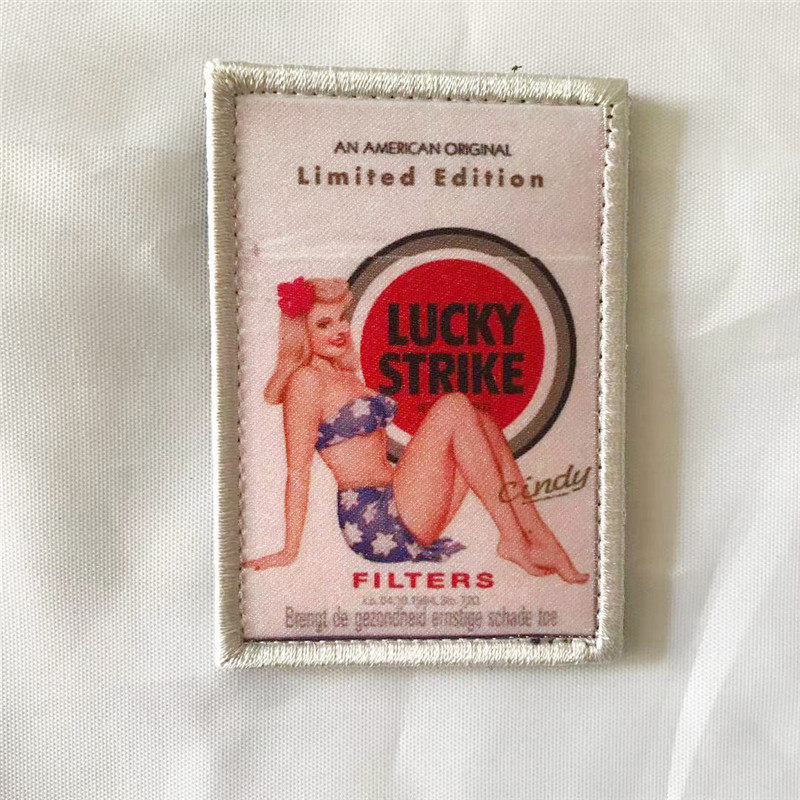 AN AMERICAN ORIGINAL
Limited Edition
LUCKY
STRIKE
Cindy
FILTERS
Brengt de gezondheid ernstige schade toe